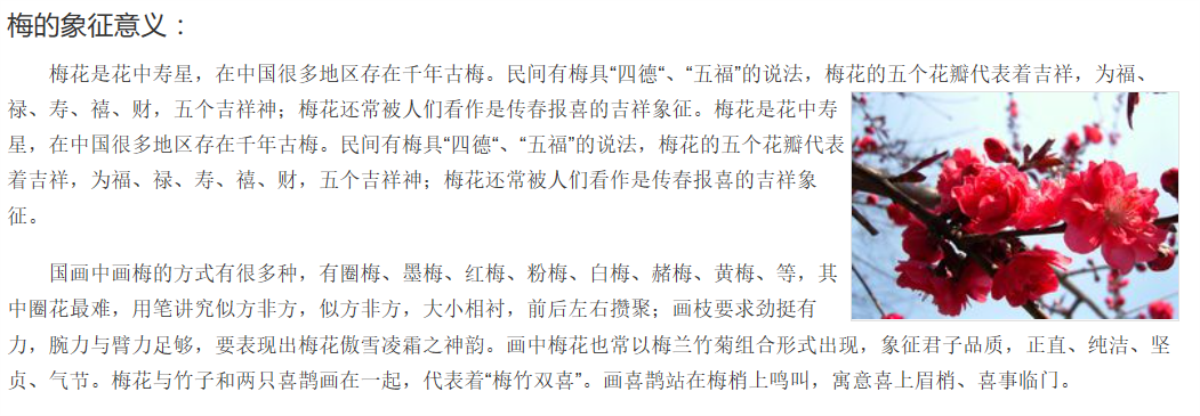 梅的象征意义：
梅花是花中寿星，在中国很多地区存在千年古梅。民间有梅具“四德“、“五福”的说法，梅花的五个花瓣代表着吉祥，为福、
禄、寿、禧、财，五个吉祥神；梅花还常被人们看作是传春报喜的吉祥象征。梅花是花中寿
星，在中国很多地区存在千年古梅。民间有梅具“四德“、“五福”的说法，梅花的五个花瓣代表
着吉祥，为福、禄、寿、禧、财，五个吉祥神；梅花还常被人们看作是传春报喜的吉祥象
征。
国画中画梅的方式有很多种，有圈梅、墨梅、红梅、粉梅、白梅、赭梅、黄梅、等，其
中圈花最难，用笔讲究似方非方，似方非方，大小相衬，前后左右攒聚；画枝要求劲挺有
力，腕力与臂力足够，要表现出梅花傲雪凌霜之神韵。画中梅花也常以梅兰竹菊组合形式出现，象征君子品质，正直、纯洁、坚
贞、气节。梅花与竹子和两只喜鹊画在一起，代表着“梅竹双喜”。画喜鹊站在梅梢上鸣叫，寓意喜上眉梢、喜事临门。